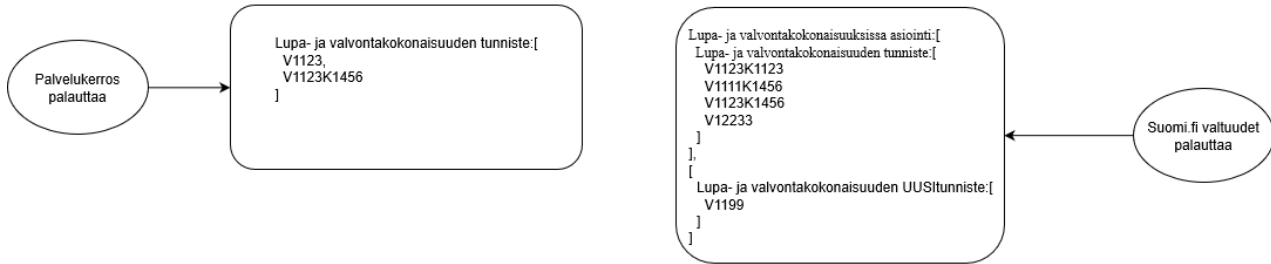 Palvelukerros
palauttaa
Lupa- ja valvontakokonaisuuden tunniste:[
V1123,
V1123K1456
]
Lupa- ja valvontakokonaisuuksissa asiointi:[
Lupa- ja valvontakokonaisuuden tunniste:[
V1123K1123
V1111K1456
V1123K1456
V12233
]
],
[
Lupa- ja valvontakokonaisuuden UUSItunniste:[
V1199
]
]
Suomi.fi valtuudet
palauttaa